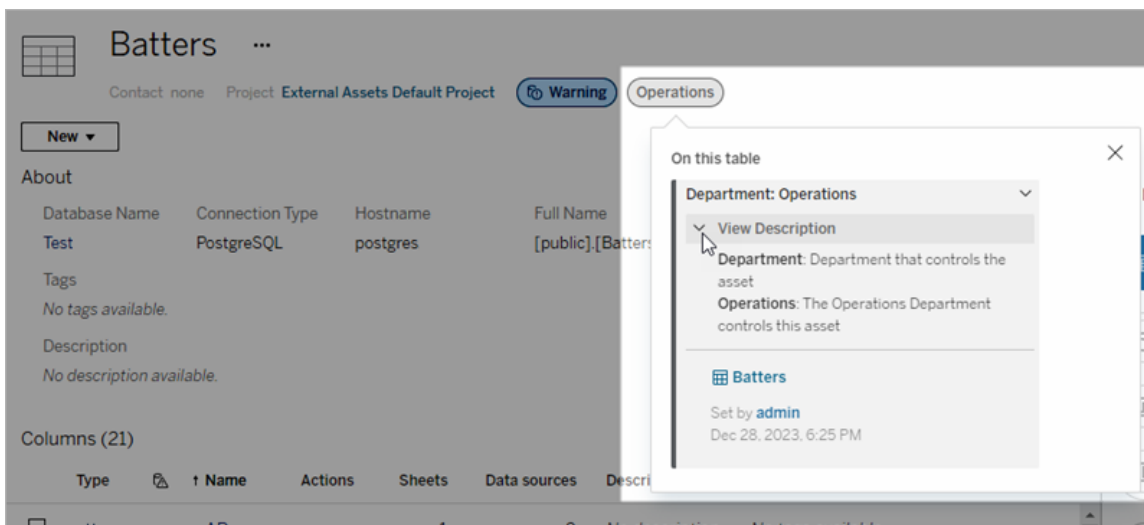 Batters ...
Contact none Project External Assets Default Project Warning Operations
New
About
Database Name Connection Type Hostname Full Name
Test PostgreSQL postgres [public].[Batters
Tags
No tags available.
Description
No description available.
Columns (21)
Type ↑ Name Actions Sheets Data sources Descri
On this table
Department: Operations
View Description
Department: Department that controls the
asset
Operations: The Operations Department
controls this asset
Batters
Set by admin
Dec 28, 2023, 6:25 PM